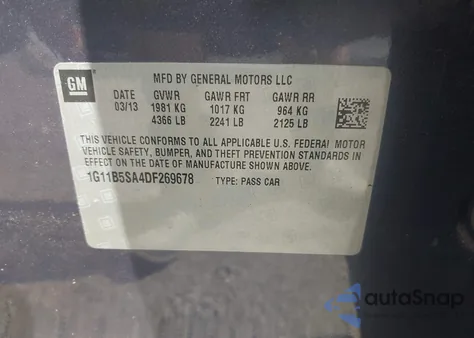 GM
MFD BY GENERAL MOTORS LLC
DATE GVWR GAWR FRT GAWR RR
03/13 1981 KG 1017 KG 964 KG
4366 LB 2241 LB 2125 LB
THIS VEHICLE CONFORMS TO ALL APPLICABLE U.S. FEDERAL MOTOR
VEHICLE SAFETY, BUMPER, AND THEFT PREVENTION STANDARDS IN
EFFECT ON THE DATE OF MANUFACTURE SHOWN ABOVE.
1G11B5SA4DF269678 TYPE: PASS CAR
autoSnap